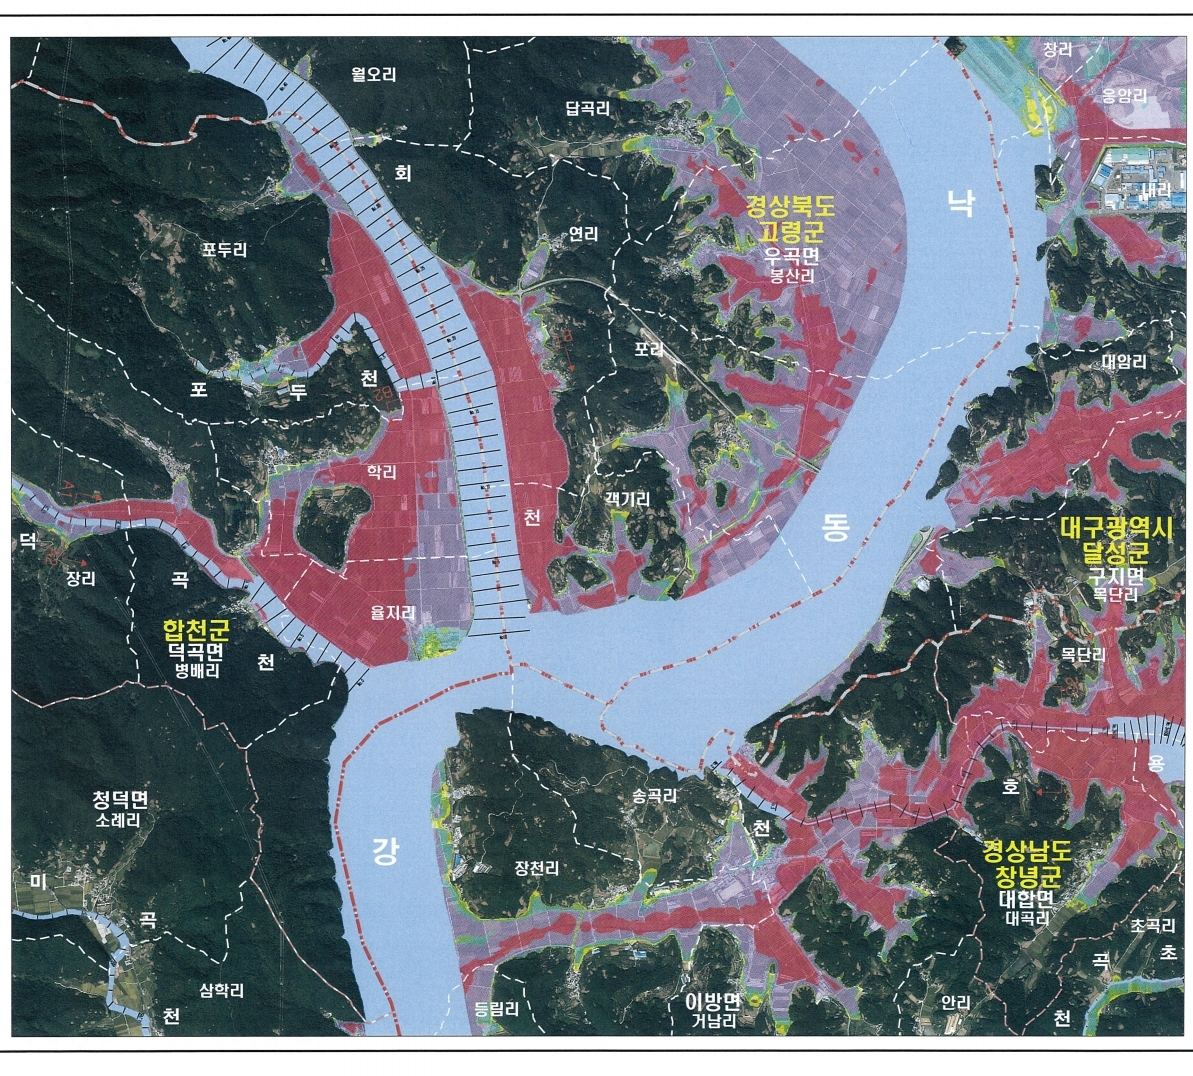 창리
월오리
응암리
답곡리
회
내리
낙
경상북도
고령군
우곡면
봉산리
연리
포두리
포리
대암리
포
두
천
B2
학리
객기리
천
A1
동
대구광역시
달성군
구지면
목단리
덕
장리
곡
율지리
합천군
덕곡면
병배리
천
목단리
용
호
송곡리
청덕면
소례리
천
강
장천리
경상남도
창녕군
대합면
대곡리
미
곡
초곡리
초
곡
삼학리
안리
이방면
거남리
등림리
천
천